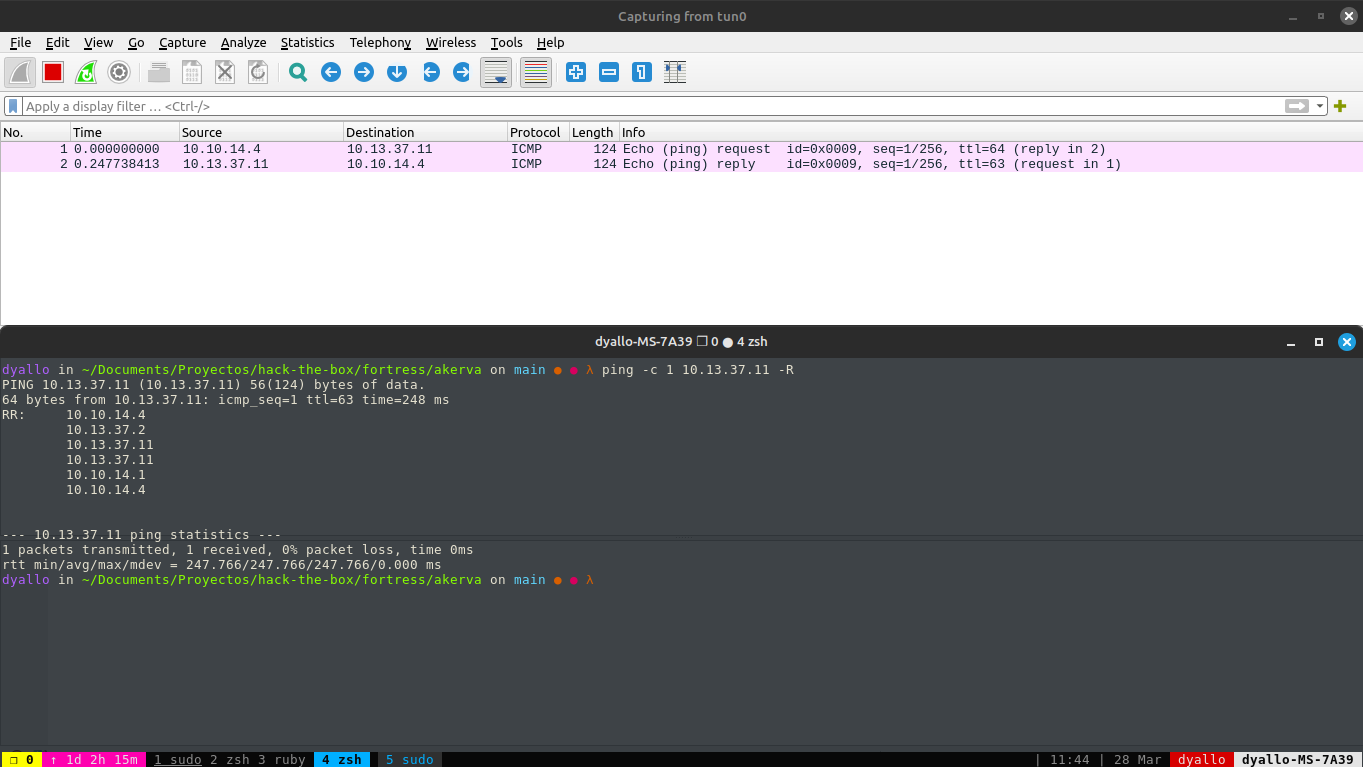 Capturing from tun0
File Edit View Go Capture Analyze Statistics Telephony Wireless Tools Help
Apply a display filter … <Ctrl-/>
No. Time Source Destination Protocol Length Info
1 0.000000000 10.10.14.4 10.13.37.11 ICMP 124 Echo (ping) request id=0x0009, seq=1/256, ttl=64 (reply in 2)
2 0.247738413 10.13.37.11 10.10.14.4 ICMP 124 Echo (ping) reply id=0x0009, seq=1/256, ttl=63 (request in 1)
dyallo-MS-7A39 ❐ 0 ● 4 zsh
dyallo in ~/Documents/Proyectos/hack-the-box/fortress/akerva on main ● ● λ ping -c 1 10.13.37.11 -R
PING 10.13.37.11 (10.13.37.11) 56(124) bytes of data.
64 bytes from 10.13.37.11: icmp_seq=1 ttl=63 time=248 ms
RR: 10.10.14.4
10.13.37.2
10.13.37.11
10.13.37.11
10.10.14.1
10.10.14.4
--- 10.13.37.11 ping statistics ---
1 packets transmitted, 1 received, 0% packet loss, time 0ms
rtt min/avg/max/mdev = 247.766/247.766/247.766/0.000 ms
dyallo in ~/Documents/Proyectos/hack-the-box/fortress/akerva on main ● ● λ
❐ 0 ↑ 1d 2h 15m 1 sudo 2 zsh 3 ruby 4 zsh 5 sudo | 11:44 | 28 Mar dyallo dyallo-MS-7A39